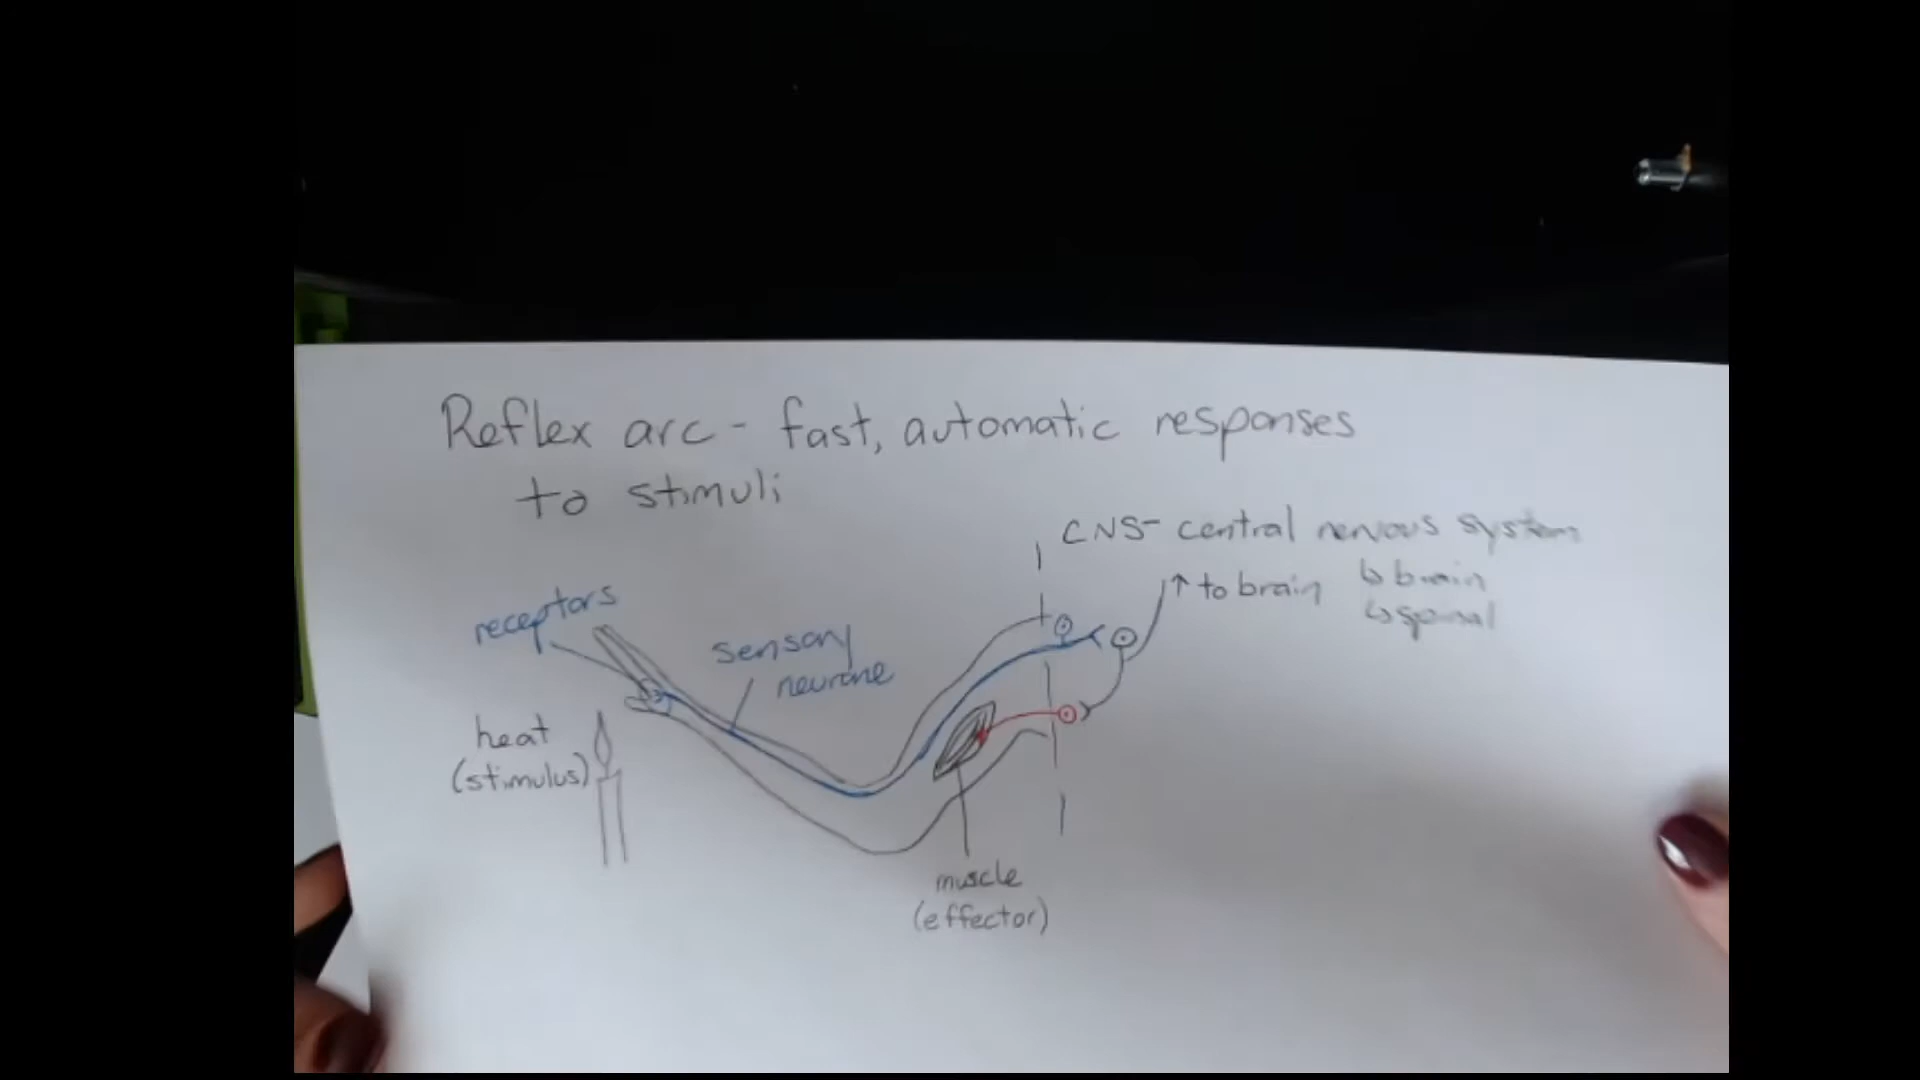 Reflex arc - fast, automatic responses
to stimuli
CNS- central nervous system
↑ to brain
↳ brain
↳ spinal
receptors
sensory
neurone
heat
(stimulus)
muscle
(effector)